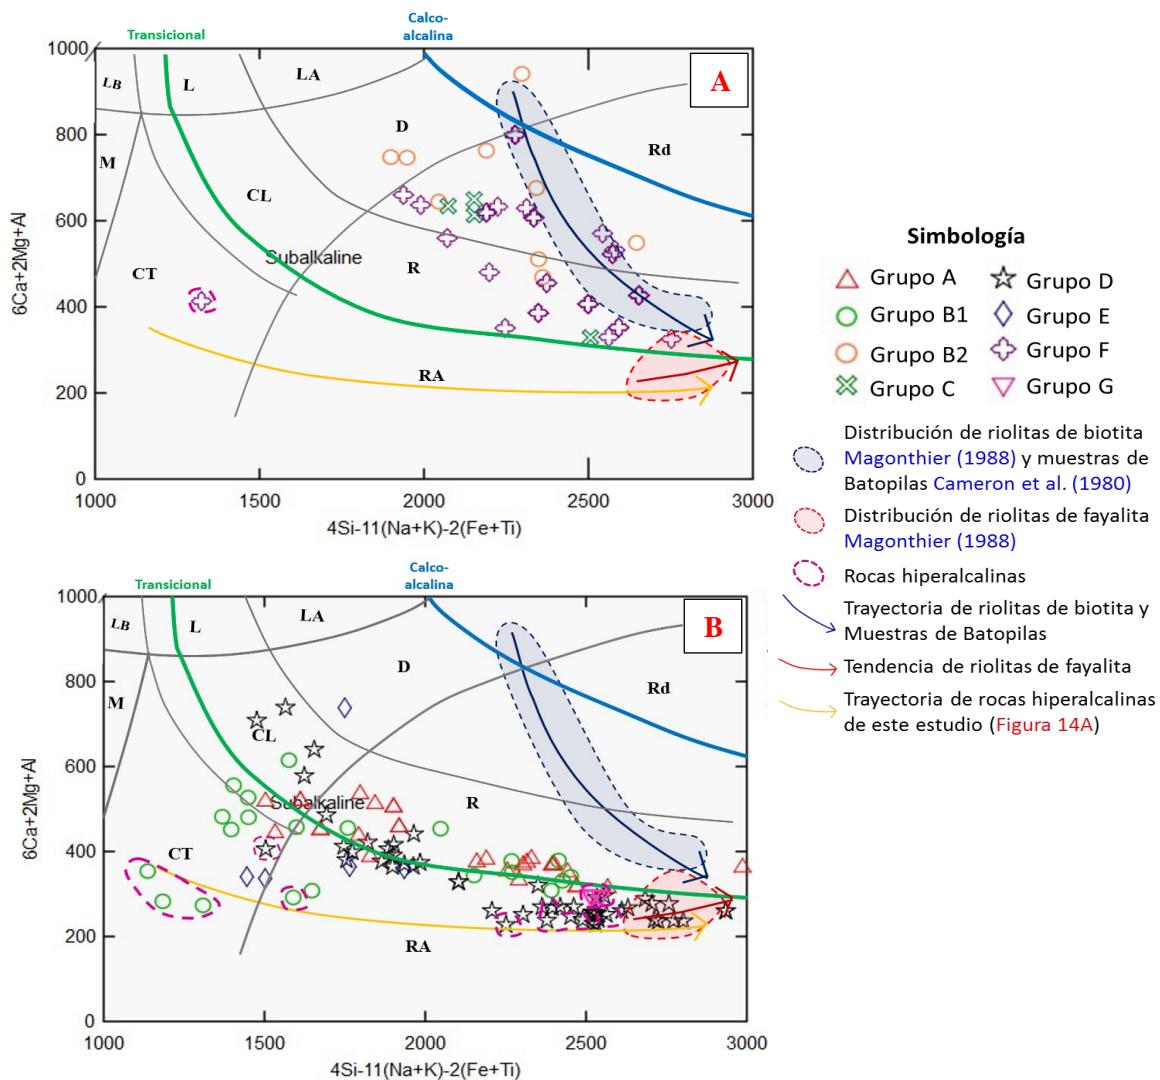 Transicional
Calco-
alcalina
1000
800
600
400
200
0
6Ca+2Mg+Al
LB
L
LA
A
D
Rd
M
CL
Subalkaline
CT
R
RA
1000
1500
2000
2500
3000
4Si-11(Na+K)-2(Fe+Ti)
Transicional
Calco-
alcalina
1000
800
600
400
200
0
6Ca+2Mg+Al
LB
L
LA
B
D
Rd
M
CL
Subalkaline
R
CT
RA
1000
1500
2000
2500
3000
4Si-11(Na+K)-2(Fe+Ti)
Simbología
Grupo A
Grupo D
Grupo B1
Grupo E
Grupo B2
Grupo F
Grupo C
Grupo G
Distribución de riolitas de biotita
Magonthier (1988) y muestras de
Batopilas Cameron et al. (1980)
Distribución de riolitas de fayalita
Magonthier (1988)
Rocas hiperalcalinas
Trayectoria de riolitas de biotita y
Muestras de Batopilas
Tendencia de riolitas de fayalita
Trayectoria de rocas hiperalcalinas
de este estudio (Figura 14A)